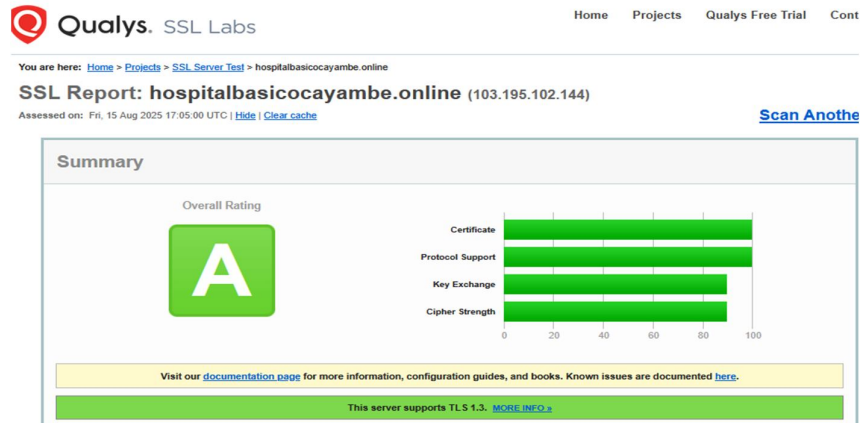 Qualys. SSL Labs
Home Projects Qualys Free Trial Cont
You are here: Home > Projects > SSL Server Test > hospitalbasicocayambe.online
SSL Report: hospitalbasicocayambe.online (103.195.102.144)
Assessed on: Fri, 15 Aug 2025 17:05:00 UTC | Hide | Clear cache
Scan Anothe
Summary
Overall Rating
A
Certificate
Protocol Support
Key Exchange
Cipher Strength
0 20 40 60 80 100
Visit our documentation page for more information, configuration guides, and books. Known issues are documented here.
This server supports TLS 1.3. MORE INFO »